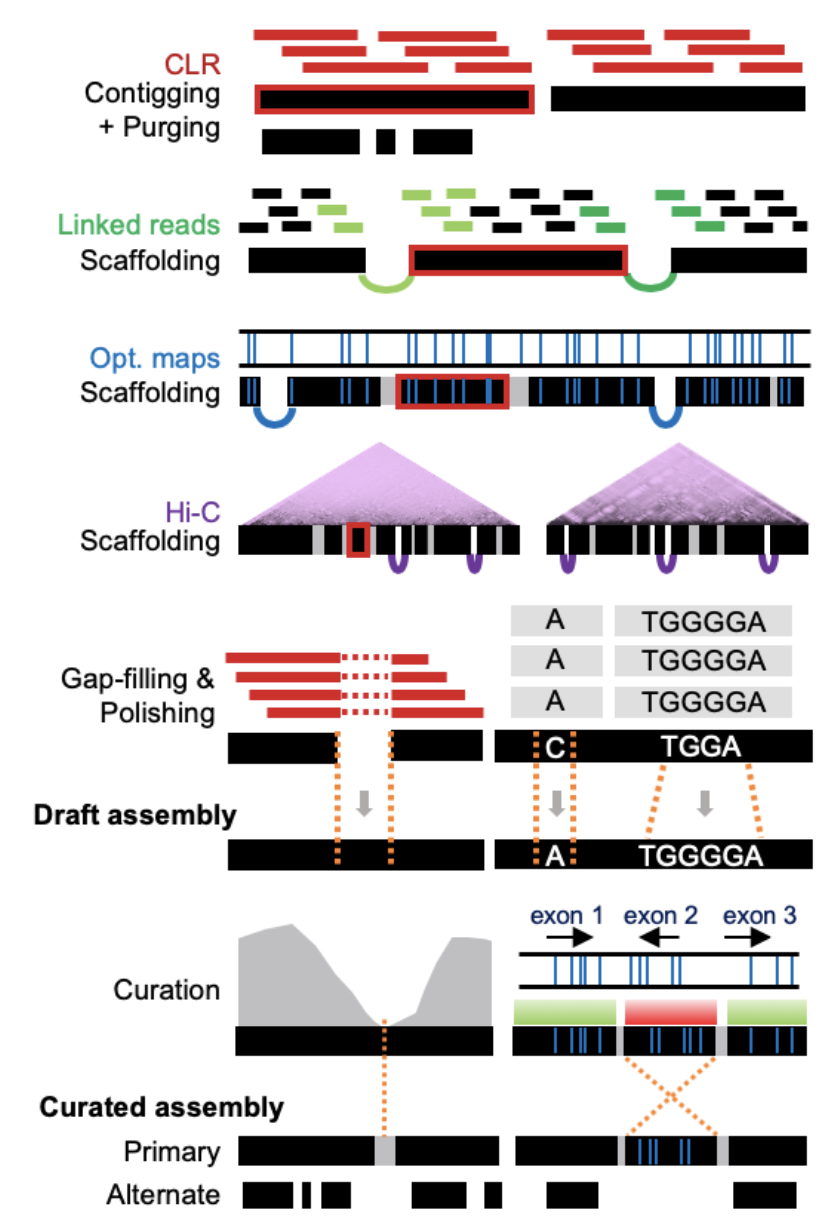 CLR
Contigging
+ Purging
Linked reads
Scaffolding
Opt. maps
Scaffolding
Hi-C
Scaffolding
A TGGGGA
A TGGGGA
A TGGGGA
Gap-filling &
Polishing
C TGGA
Draft assembly
A TGGGGA
exon 1 exon 2 exon 3
Curation
Curated assembly
Primary
Alternate